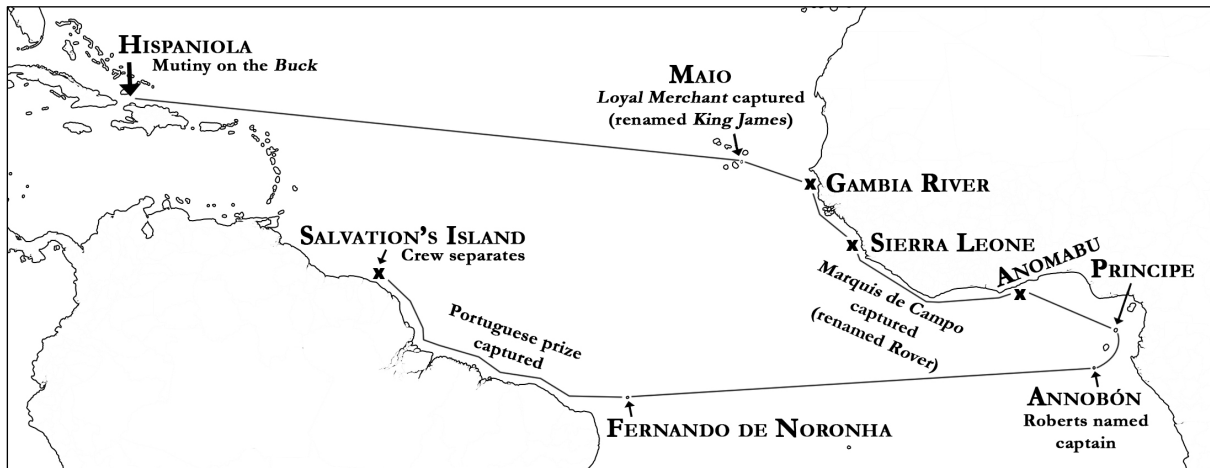 HISPANIOLA
Mutiny on the Buck
MAIO
Loyal Merchant captured
(renamed King James)
GAMBIA RIVER
SALVATION'S ISLAND
Crew separates
SIERRA LEONE
ANOMABU
PRINCIPE
Marquis de Campo
captured
(renamed Rover)
Portuguese prize
captured
ANNOBÓN
Roberts named
captain
FERNANDO DE NORONHA